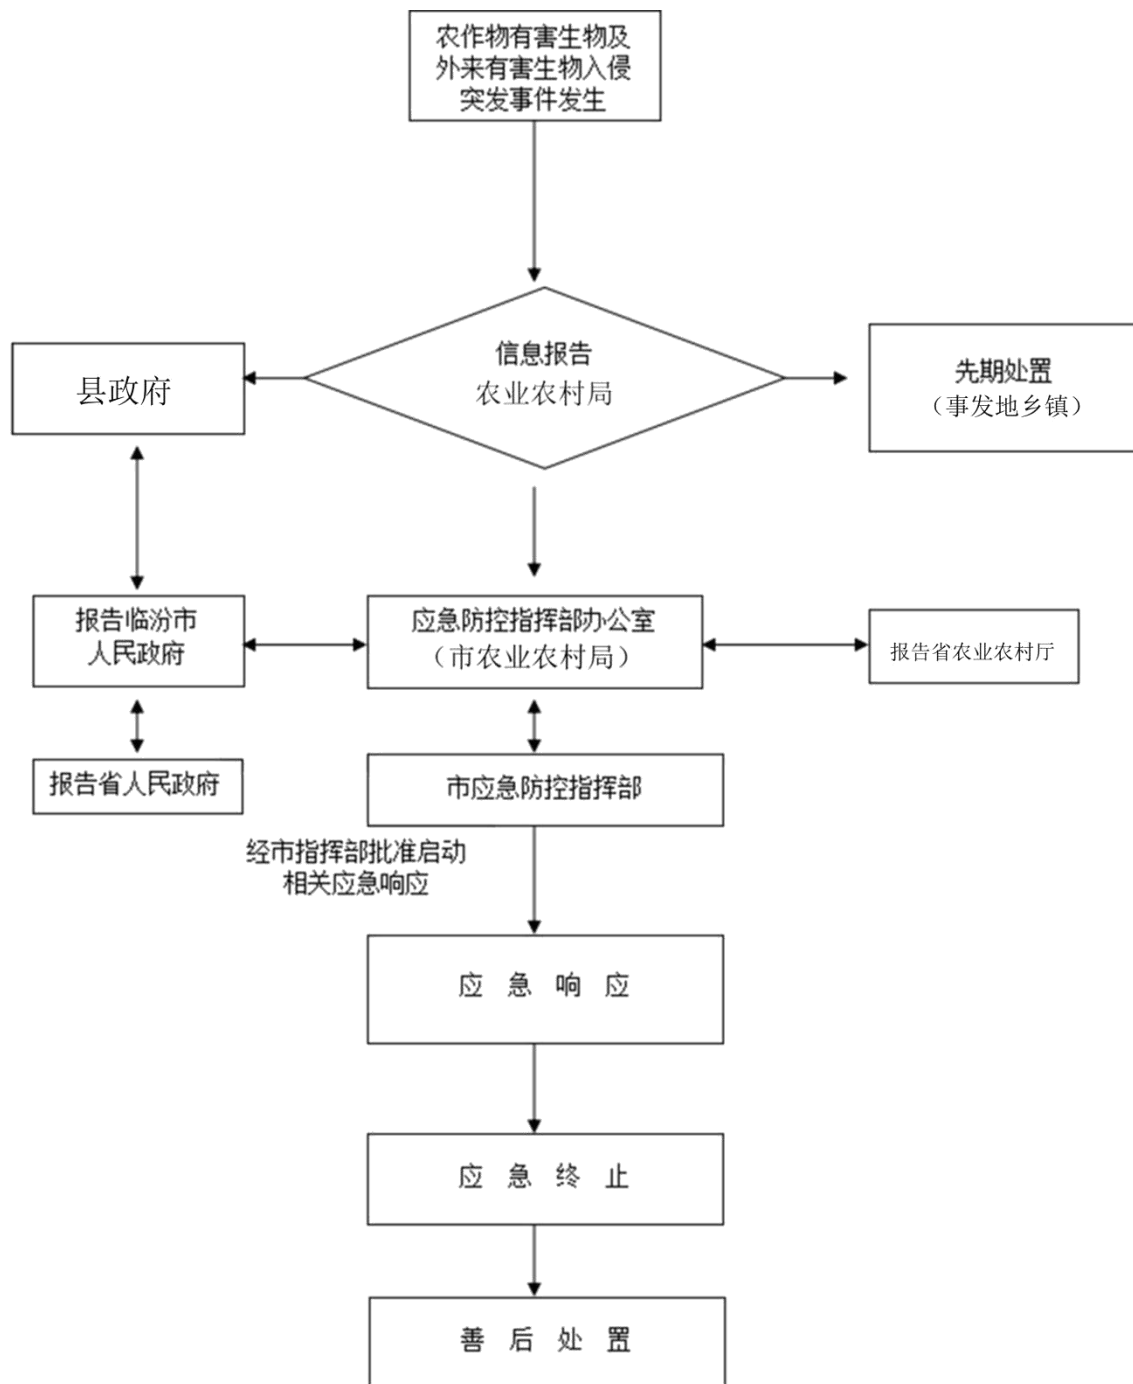 农作物有害生物及
外来有害生物入侵
突发事件发生
信息报告
农业农村局
县政府
先期处置
（事发地乡镇）
报告临汾市
人民政府
应急防控指挥部办公室
（市农业农村局）
报告省农业农村厅
报告省人民政府
市应急防控指挥部
经市指挥部批准启动
相关应急响应
应 急 响 应
应 急 终 止
善 后 处 置